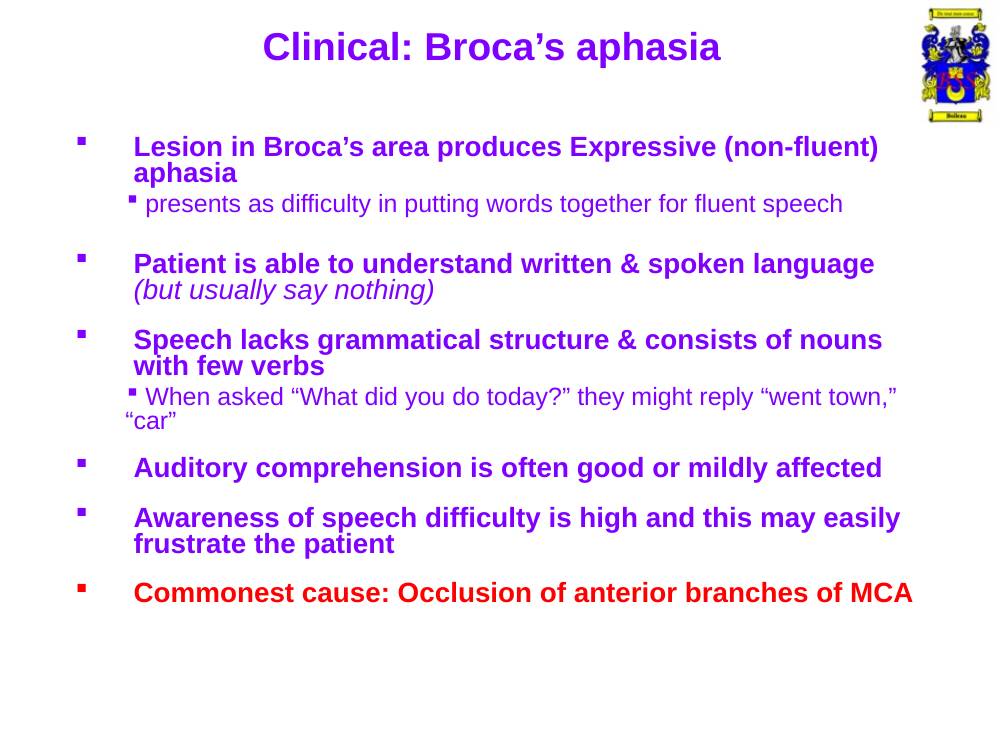 Clinical: Broca’s aphasia
Lesion in Broca’s area produces Expressive (non-fluent)
aphasia
presents as difficulty in putting words together for fluent speech
Patient is able to understand written & spoken language
(but usually say nothing)
Speech lacks grammatical structure & consists of nouns
with few verbs
When asked “What did you do today?” they might reply “went town,”
“car”
Auditory comprehension is often good or mildly affected
Awareness of speech difficulty is high and this may easily
frustrate the patient
Commonest cause: Occlusion of anterior branches of MCA